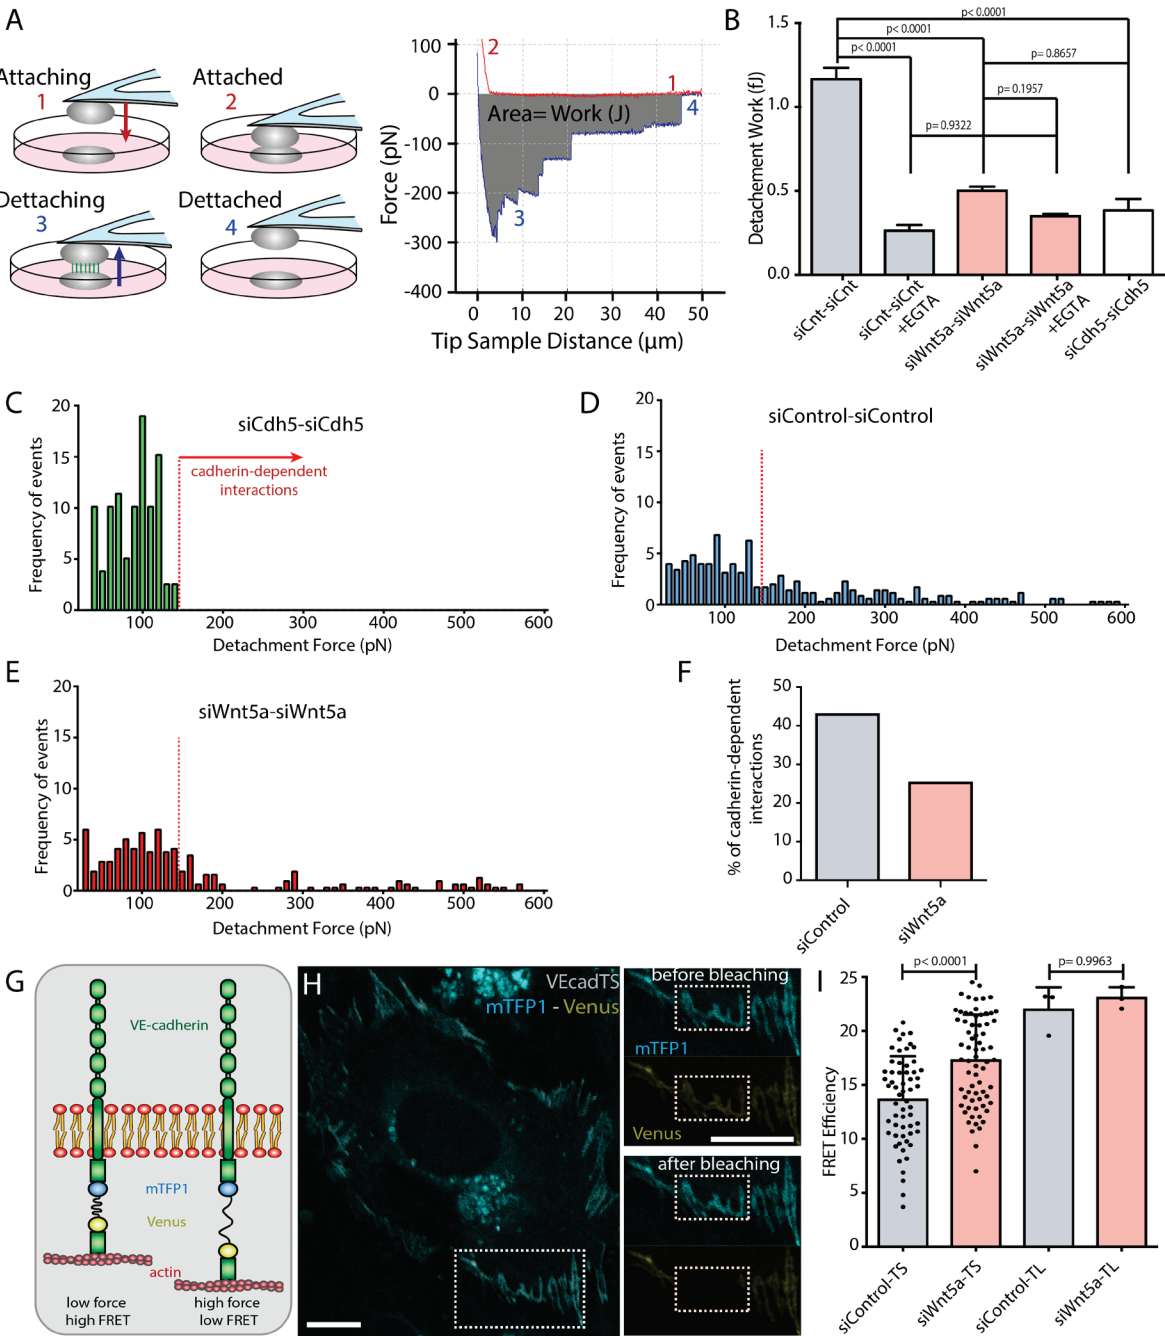 A
Attaching
1
Attached
2
Dettaching
3
Dettached
4
Force (pN)
100
0
-100
-200
-300
-400
2
1
4
3
Area= Work (J)
0 10 20 30 40 50
Tip Sample Distance (µm)
B
Detachement Work (fJ)
1.5
1.0
0.5
0.0
p< 0.0001
p< 0.0001
p< 0.0001
p= 0.8657
p= 0.1957
p= 0.9322
siCnt-siCnt
siCnt-siCnt
+EGTA
siWnt5a-siWnt5a
siWnt5a-siWnt5a
+EGTA
siCdh5-siCdh5
C
Frequency of events
20
15
10
5
0
siCdh5-siCdh5
cadherin-dependent
interactions
100 200 300 400 500 600
Detachment Force (pN)
D
Frequency of events
20
15
10
5
0
siControl-siControl
100 200 300 400 500 600
Detachment Force (pN)
E
Frequency of events
20
15
10
5
0
siWnt5a-siWnt5a
100 200 300 400 500 600
Detachment Force (pN)
F
% of cadherin-dependent
interactions
50
40
30
20
10
0
siControl
siWnt5a
G
VE-cadherin
mTFP1
Venus
actin
low force
high FRET
high force
low FRET
H
VEcadTS
mTFP1 - Venus
before bleaching
mTFP1
Venus
after bleaching
I
FRET Efficiency
25
20
15
10
5
0
p< 0.0001
p= 0.9963
siControl-TS
siWnt5a-TS
siControl-TL
siWnt5a-TL